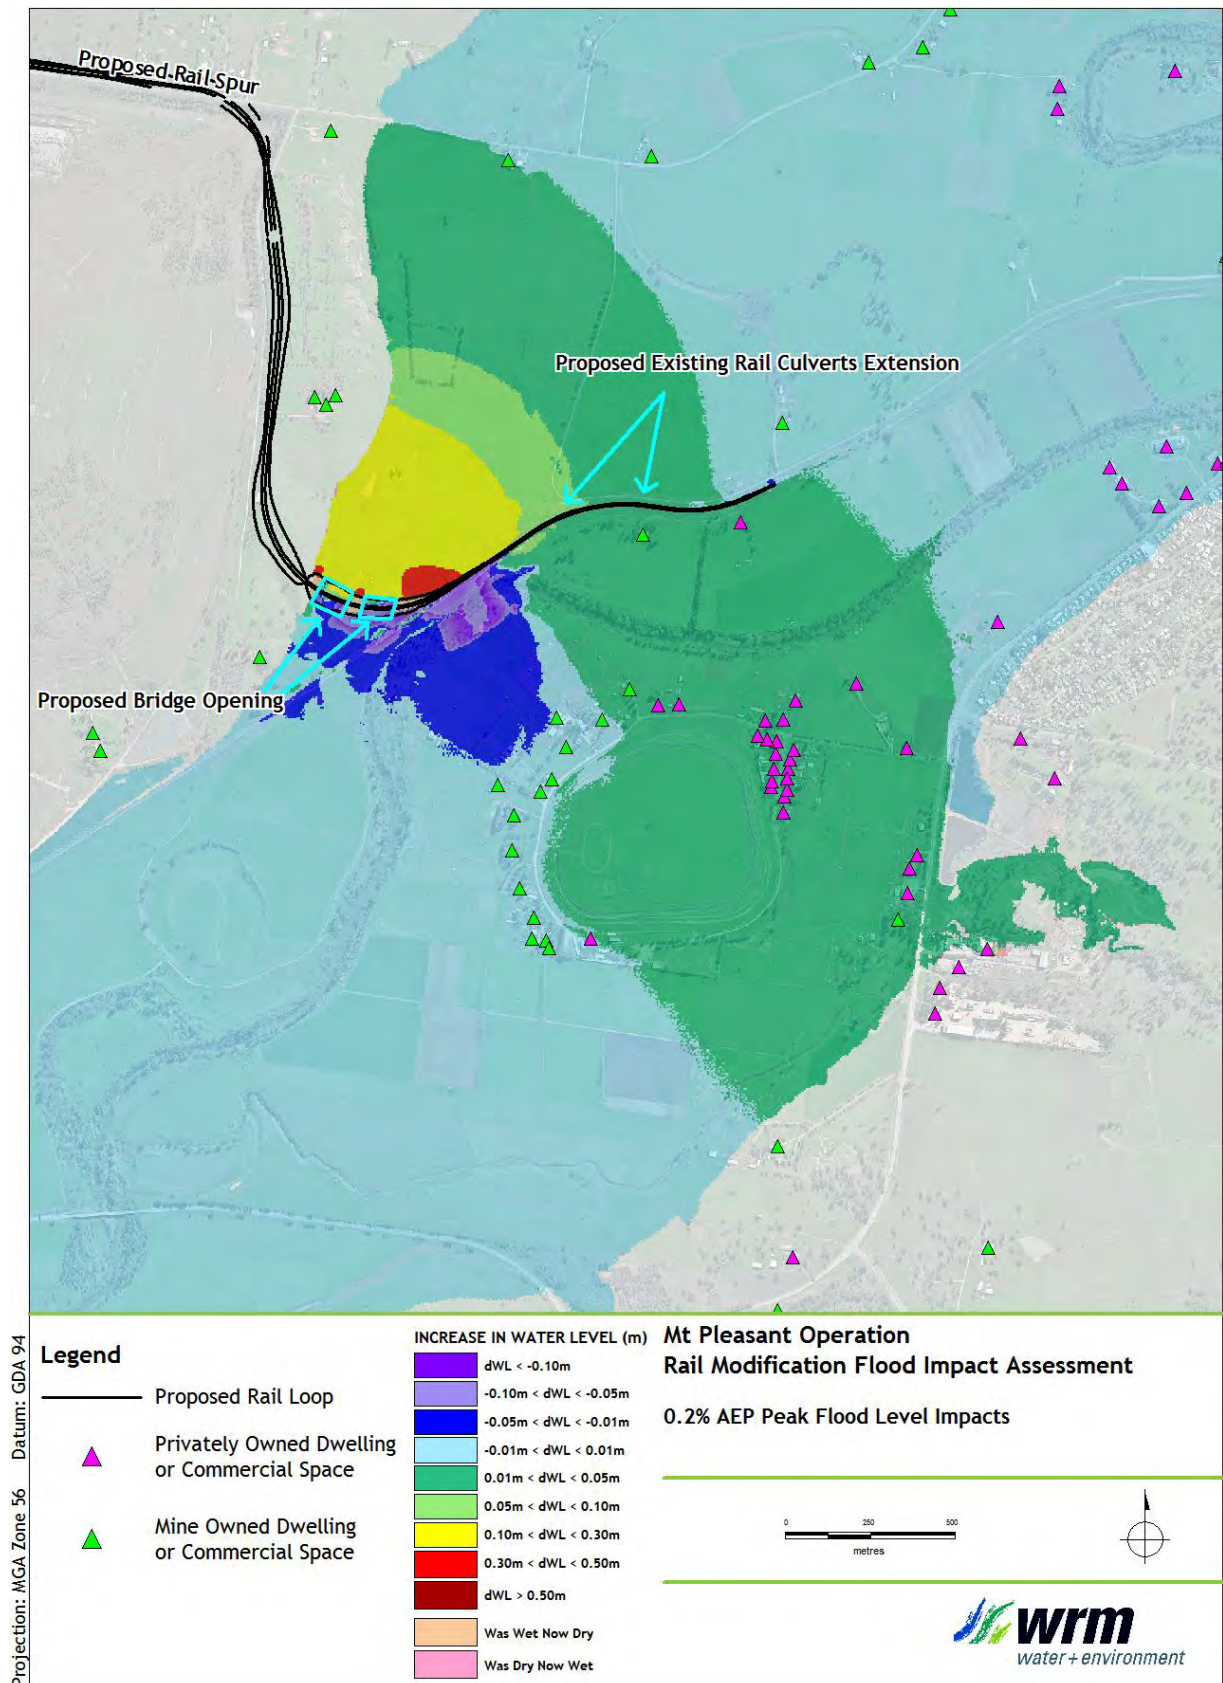 Proposed Rail Spur
Proposed Existing Rail Culverts Extension
Proposed Bridge Opening
Projection: MGA Zone 56 Datum: GDA 94
Legend
Proposed Rail Loop
Privately Owned Dwelling
or Commercial Space
Mine Owned Dwelling
or Commercial Space
INCREASE IN WATER LEVEL (m)
dWL < -0.10m
-0.10m < dWL < -0.05m
-0.05m < dWL < -0.01m
-0.01m < dWL < 0.01m
0.01m < dWL < 0.05m
0.05m < dWL < 0.10m
0.10m < dWL < 0.30m
0.30m < dWL < 0.50m
dWL > 0.50m
Was Wet Now Dry
Was Dry Now Wet
Mt Pleasant Operation
Rail Modification Flood Impact Assessment
0.2% AEP Peak Flood Level Impacts
0 250 500
metres
wrm
water+environment